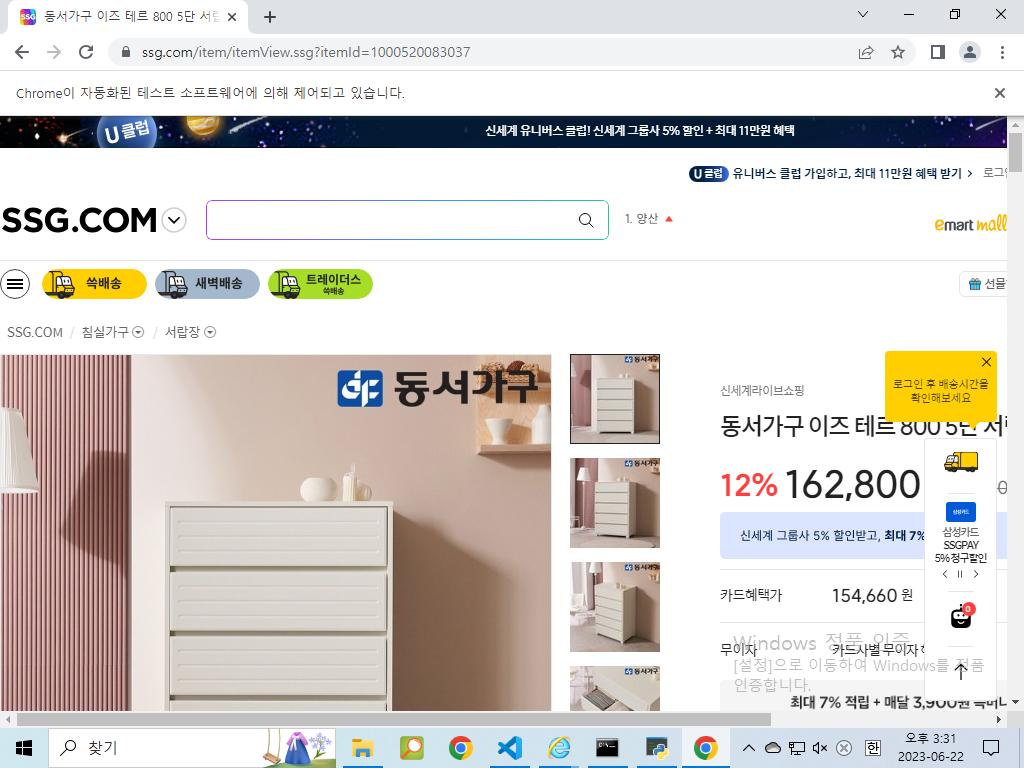 동서가구 이즈 테르 800 5단 서랍
ssg.com/item/itemView.ssg?itemId=1000520083037
Chrome이 자동화된 테스트 소프트웨어에 의해 제어되고 있습니다.
U 클럽
신세계 유니버스 클럽! 신세계 그룹사 5% 할인 + 최대 11만원 혜택
U 클럽 유니버스 클럽 가입하고, 최대 11만원 혜택 받기
SSG.COM
1. 양산
emart mall
쓱배송
새벽배송
트레이더스
쓱배송
선물
SSG.COM / 침실가구 / 서랍장
동서가구
로그인 후 배송시간을
확인해보세요
신세계라이브쇼핑
동서가구 이즈 테르 800 5단
12% 162,800
신세계 그룹사 5% 할인받고, 최대 7%
삼성카드
삼성카드
SSGPAY
5% 청구할인
카드혜택가 154,660 원
0
무이자 카드사별 무이자
Windows 정품 인증
[설정]으로 이동하여 Windows를 정품
인증합니다.
최대 7% 적립 + 매달 3,900원
찾기
오후 3:31
한
2023-06-22